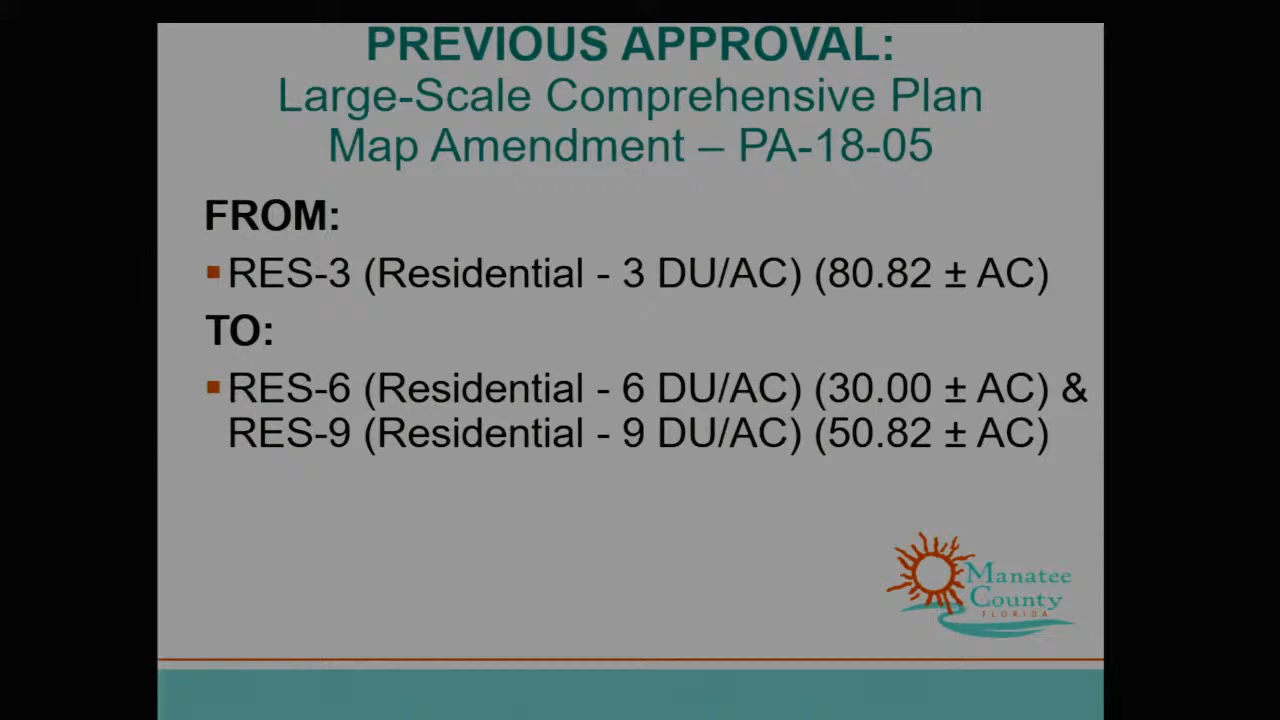 PREVIOUS APPROVAL:
Large-Scale Comprehensive Plan
Map Amendment – PA-18-05
FROM:
▪ RES-3 (Residential - 3 DU/AC) (80.82 ± AC)
TO:
▪ RES-6 (Residential - 6 DU/AC) (30.00 ± AC) &
RES-9 (Residential - 9 DU/AC) (50.82 ± AC)
Manatee
County
FLORIDA